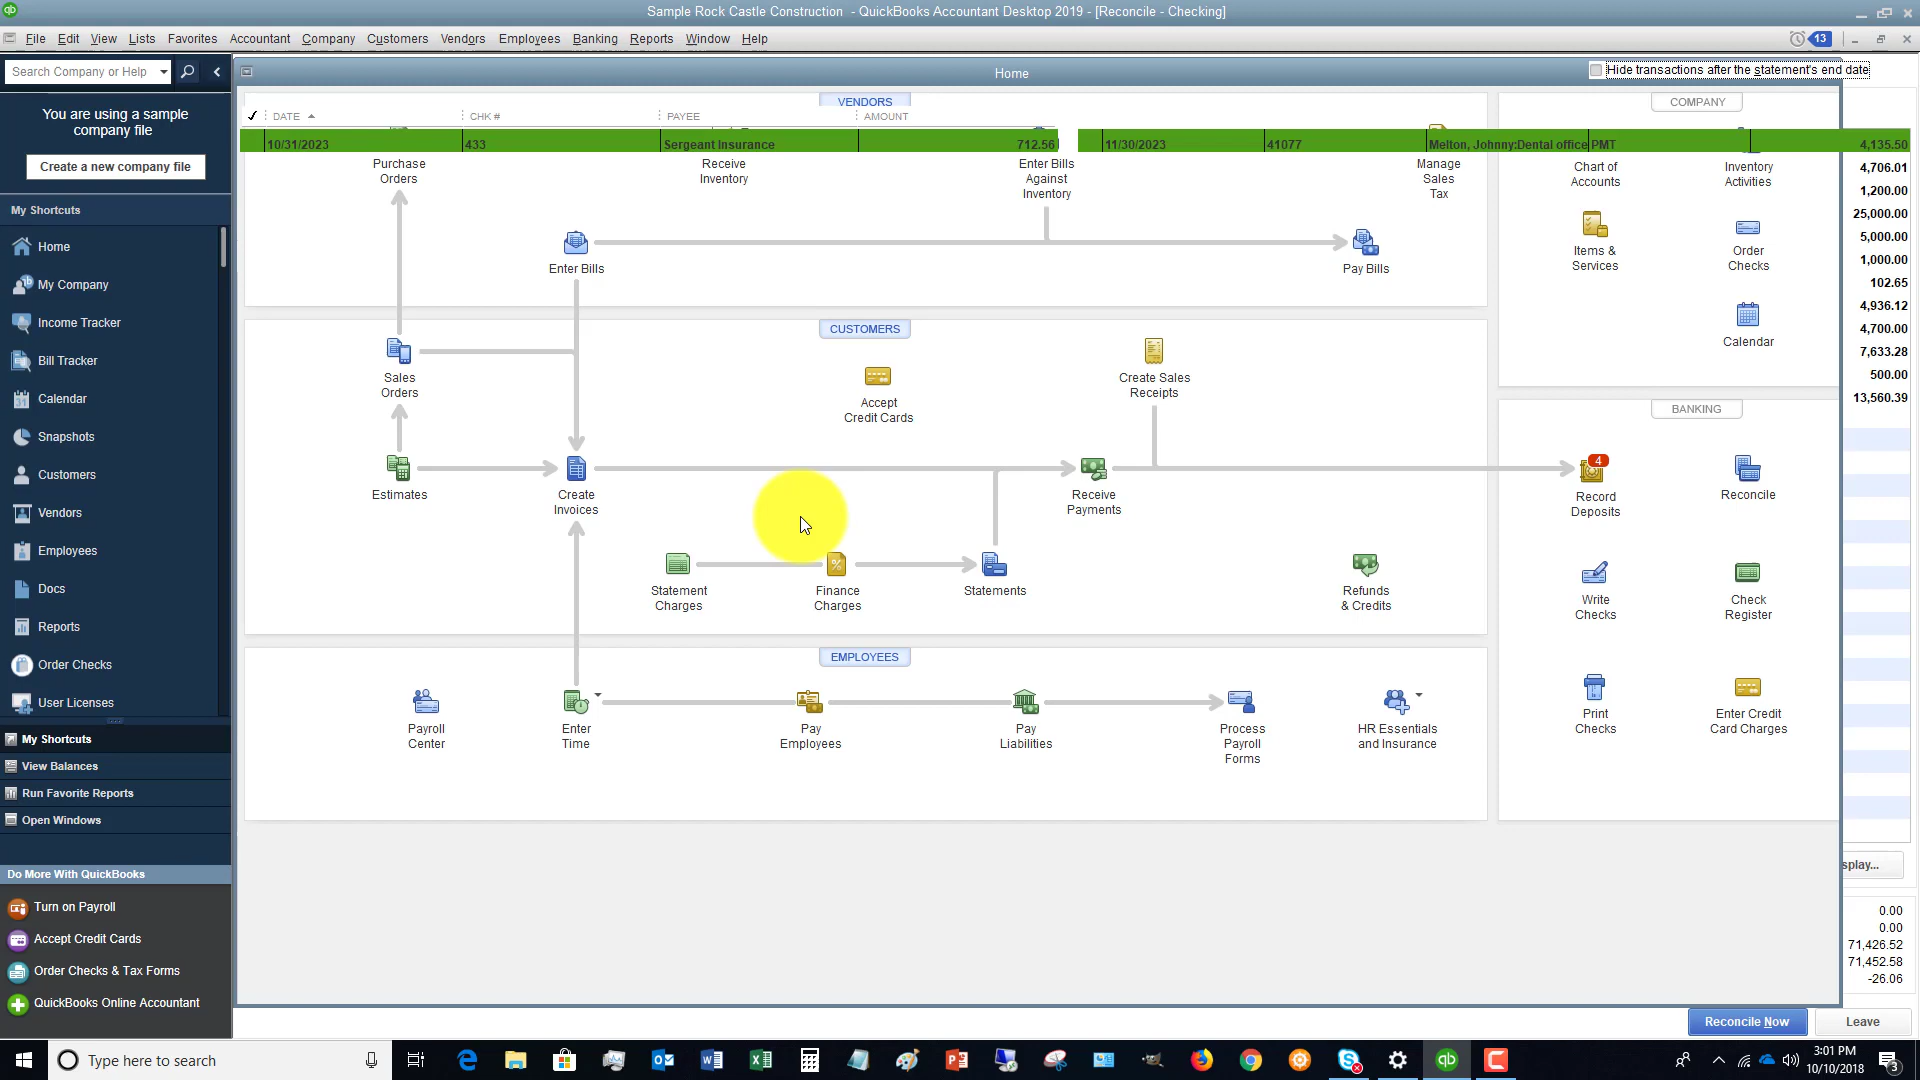 Sample Rock Castle Construction - QuickBooks Accountant Desktop 2019 - [Reconcile - Checking]
File Edit View Lists Favorites Accountant Company Customers Vendors Employees Banking Reports Window Help
13
Search Company or Help
Home
Hide transactions after the statement's end date
You are using a sample
company file
Create a new company file
My Shortcuts
Home
My Company
Income Tracker
Bill Tracker
Calendar
Snapshots
Customers
Vendors
Employees
Docs
Reports
Order Checks
User Licenses
My Shortcuts
View Balances
Run Favorite Reports
Open Windows
Do More With QuickBooks
Turn on Payroll
Accept Credit Cards
Order Checks & Tax Forms
QuickBooks Online Accountant
VENDORS
DATE CHK # PAYEE AMOUNT
10/31/2023 433 Sergeant Insurance 712.56 11/30/2023 41077 Melton, Johnny:Dental office PMT 4,135.50
Purchase
Orders
Receive
Inventory
Enter Bills
Against
Inventory
Manage
Sales
Tax
Enter Bills
Pay Bills
CUSTOMERS
Sales
Orders
Accept
Credit Cards
Create Sales
Receipts
Estimates
Create
Invoices
Receive
Payments
Statement
Charges
Finance
Charges
Statements
Refunds
& Credits
EMPLOYEES
Payroll
Center
Enter
Time
Pay
Employees
Pay
Liabilities
Process
Payroll
Forms
HR Essentials
and Insurance
COMPANY
Chart of
Accounts
Inventory
Activities
Items &
Services
Order
Checks
Calendar
BANKING
4
Record
Deposits
Reconcile
Write
Checks
Check
Register
Print
Checks
Enter Credit
Card Charges
4,706.01
1,200.00
25,000.00
5,000.00
1,000.00
102.65
4,936.12
4,700.00
7,633.28
500.00
13,560.39
splay...
0.00
0.00
71,426.52
71,452.58
-26.06
Reconcile Now
Leave
Type here to search
3:01 PM
10/10/2018
3